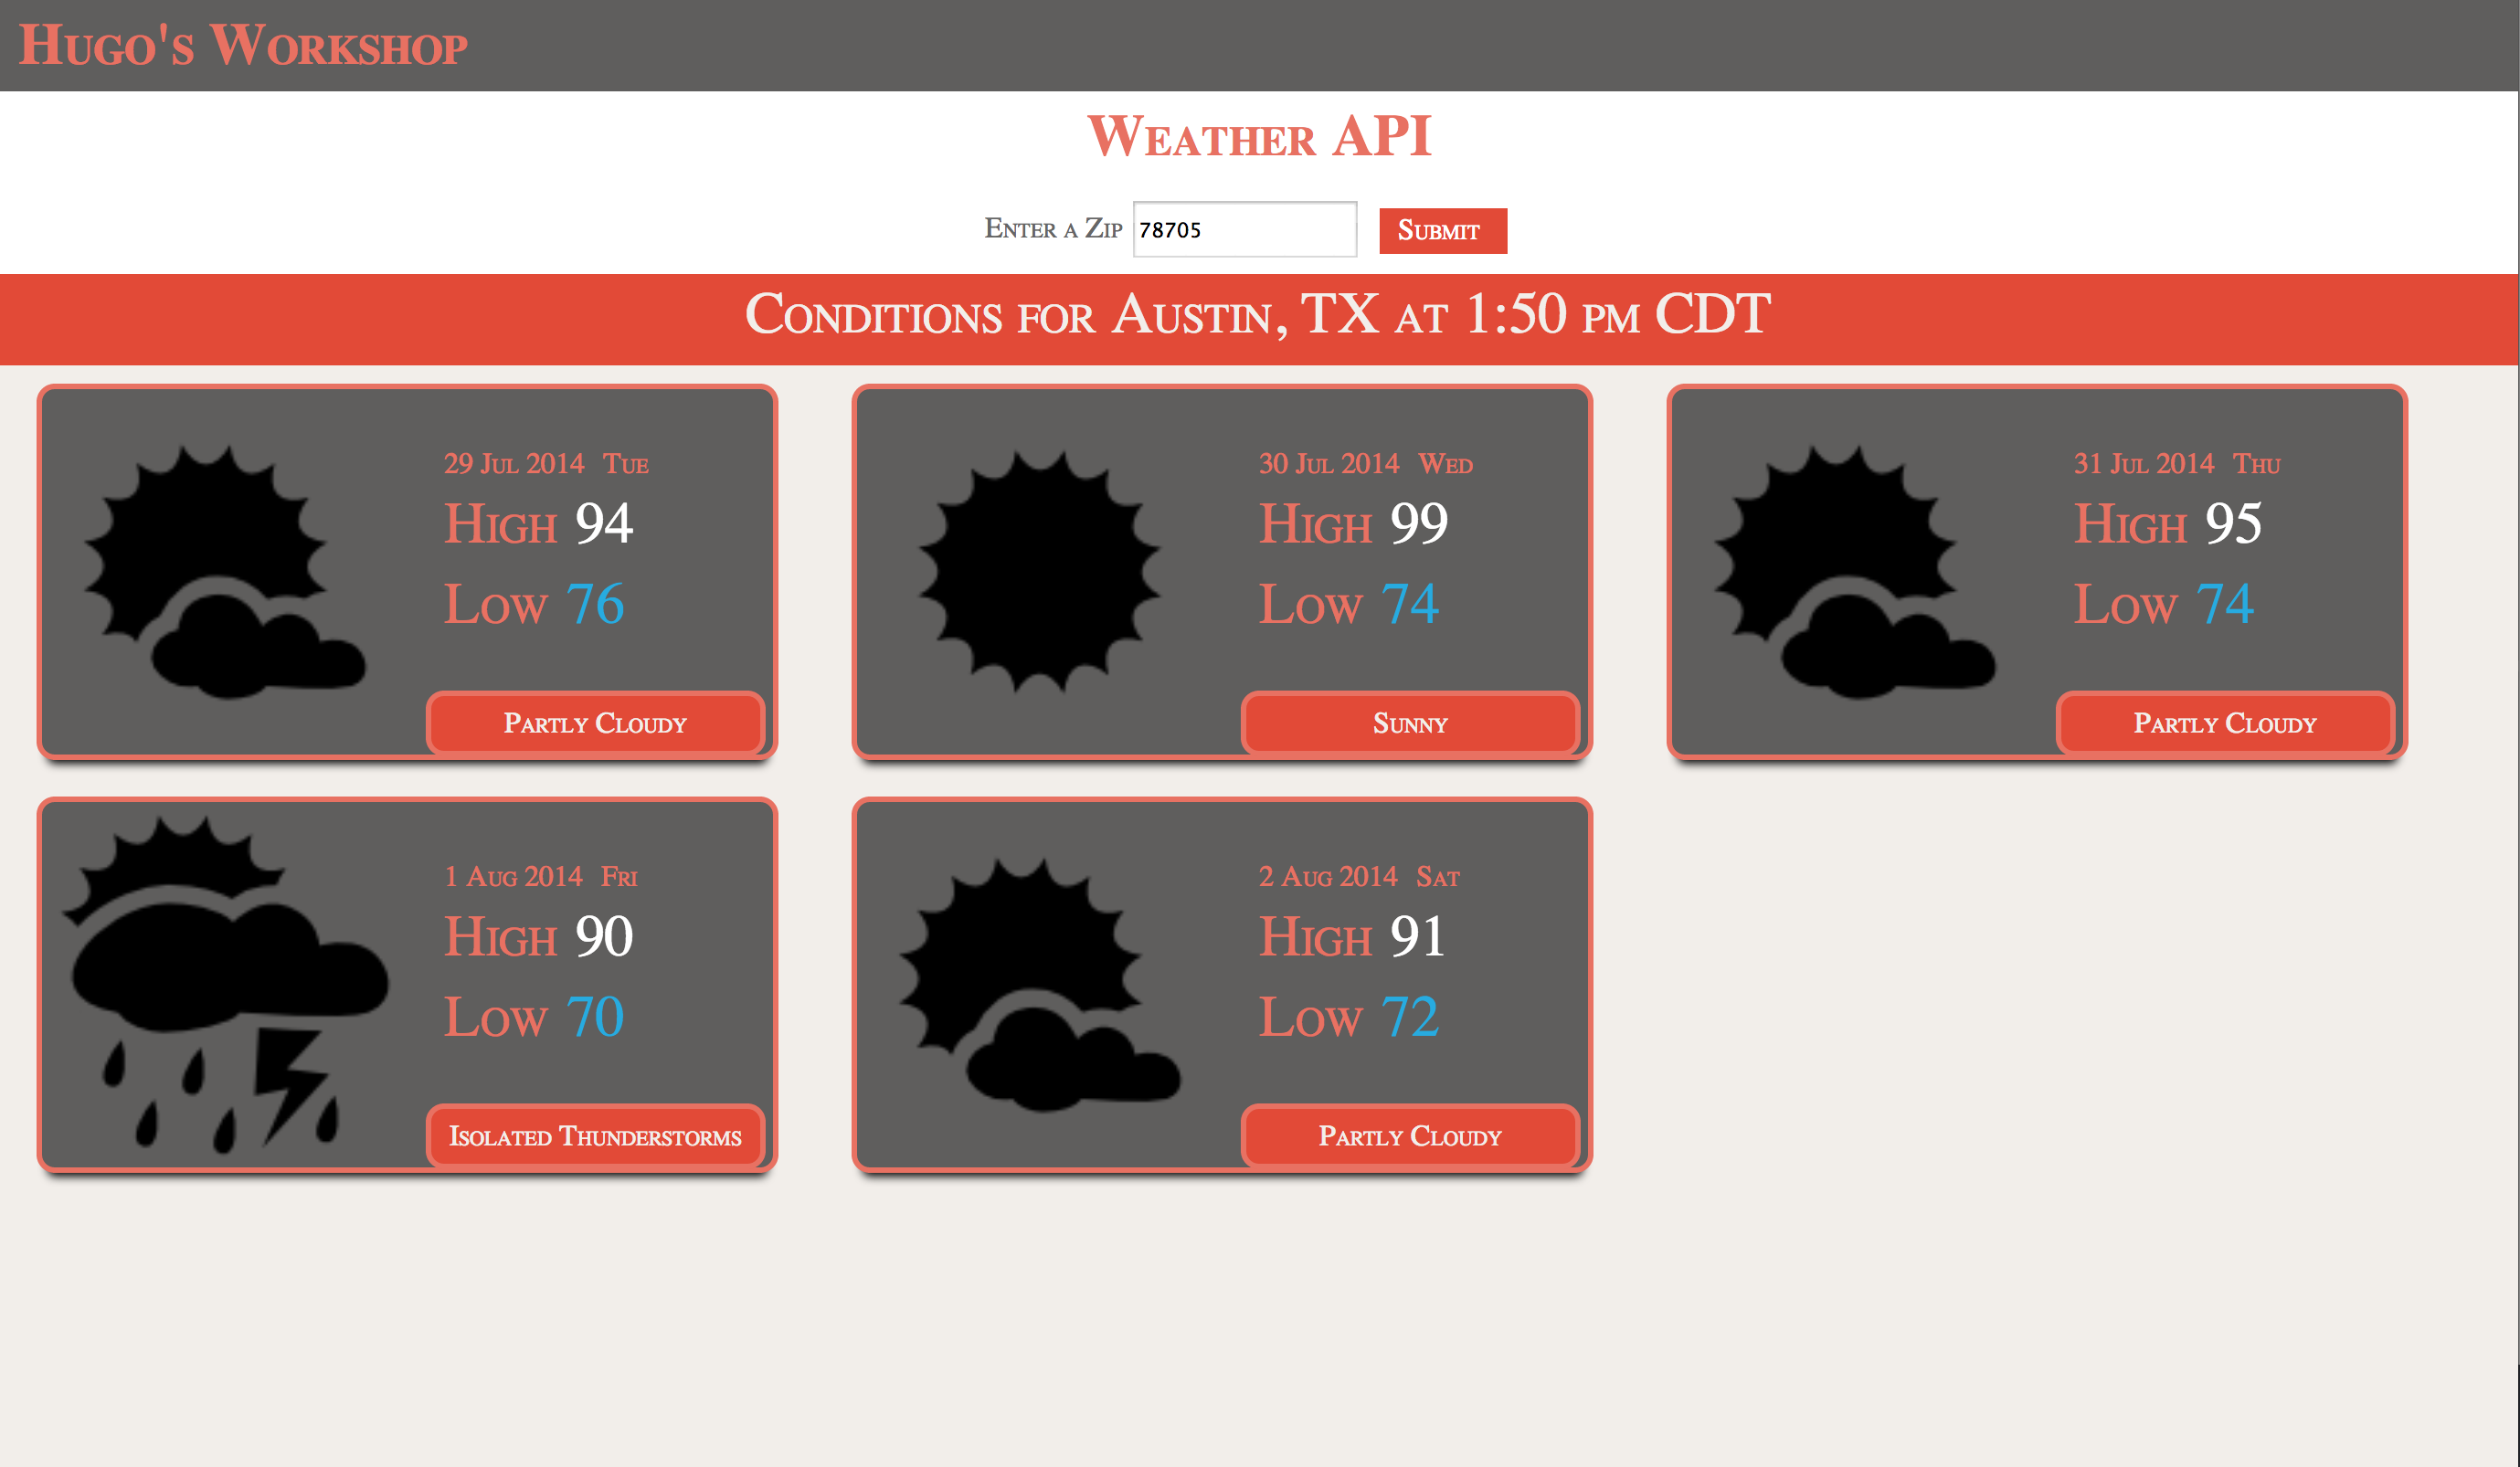 Hugo's Workshop
Weather API
Enter a Zip 78705 Submit
Conditions for Austin, TX at 1:50 pm CDT
29 Jul 2014 Tue
High 94
Low 76
Partly Cloudy
30 Jul 2014 Wed
High 99
Low 74
Sunny
31 Jul 2014 Thu
High 95
Low 74
Partly Cloudy
1 Aug 2014 Fri
High 90
Low 70
Isolated Thunderstorms
2 Aug 2014 Sat
High 91
Low 72
Partly Cloudy